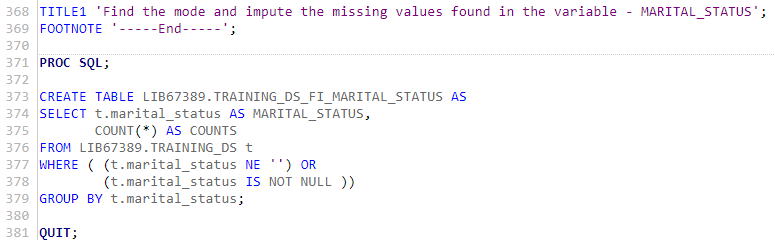 368 TITLE1 'Find the mode and impute the missing values found in the variable - MARITAL_STATUS';
369 FOOTNOTE '-----End-----';
370
371 PROC SQL;
372
373 CREATE TABLE LIB67389.TRAINING_DS_FI_MARITAL_STATUS AS
374 SELECT t.marital_status AS MARITAL_STATUS,
375        COUNT(*) AS COUNTS
376 FROM LIB67389.TRAINING_DS t
377 WHERE ( (t.marital_status NE '') OR
378         (t.marital_status IS NOT NULL ))
379 GROUP BY t.marital_status;
380
381 QUIT;